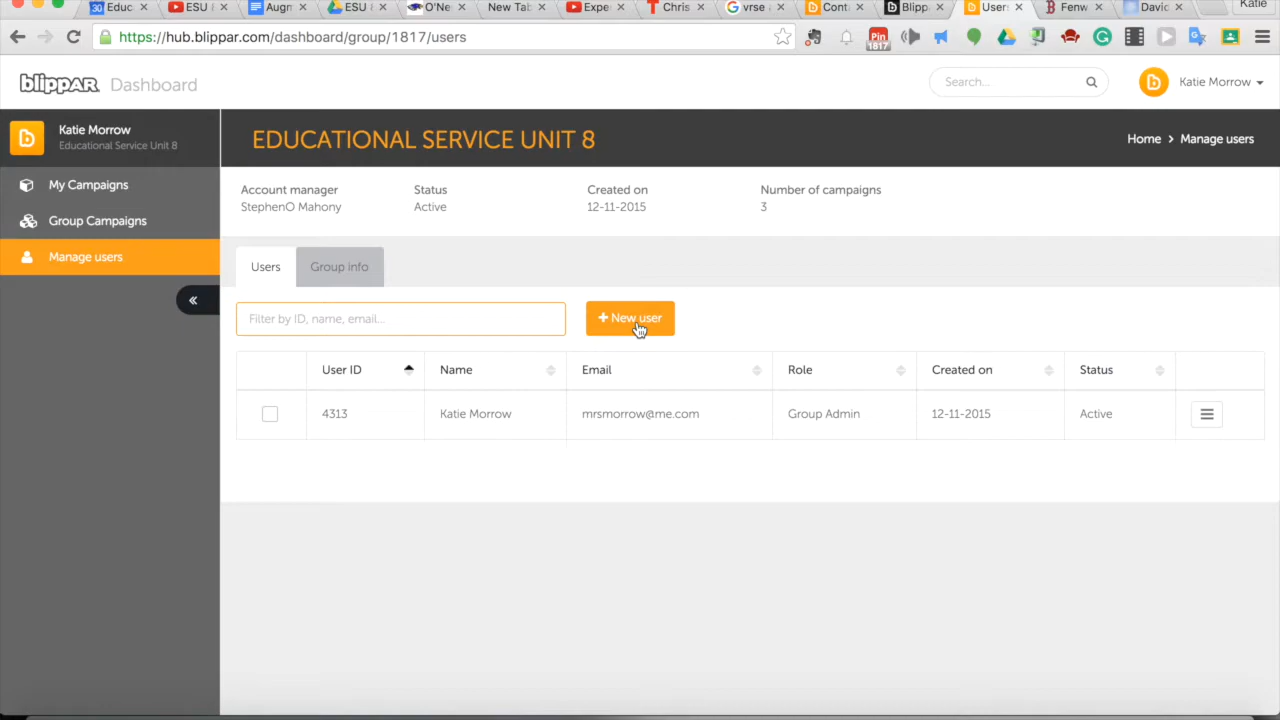 Educ
ESU
Augm
ESU
O'Ne
New Tab
Expe
Chris
vrse
Cont
Blipp
Users
Fenw
David
Katie
https://hub.blippar.com/dashboard/group/1817/users
Pin
1817
blippAR Dashboard
Search...
Katie Morrow
Katie Morrow
Educational Service Unit 8
EDUCATIONAL SERVICE UNIT 8
Home > Manage users
My Campaigns
Group Campaigns
Manage users
Account manager Status Created on Number of campaigns
StephenO Mahony Active 12-11-2015 3
Users Group info
Filter by ID, name, email...
+ New user
User ID Name Email Role Created on Status
4313 Katie Morrow mrsmorrow@me.com Group Admin 12-11-2015 Active